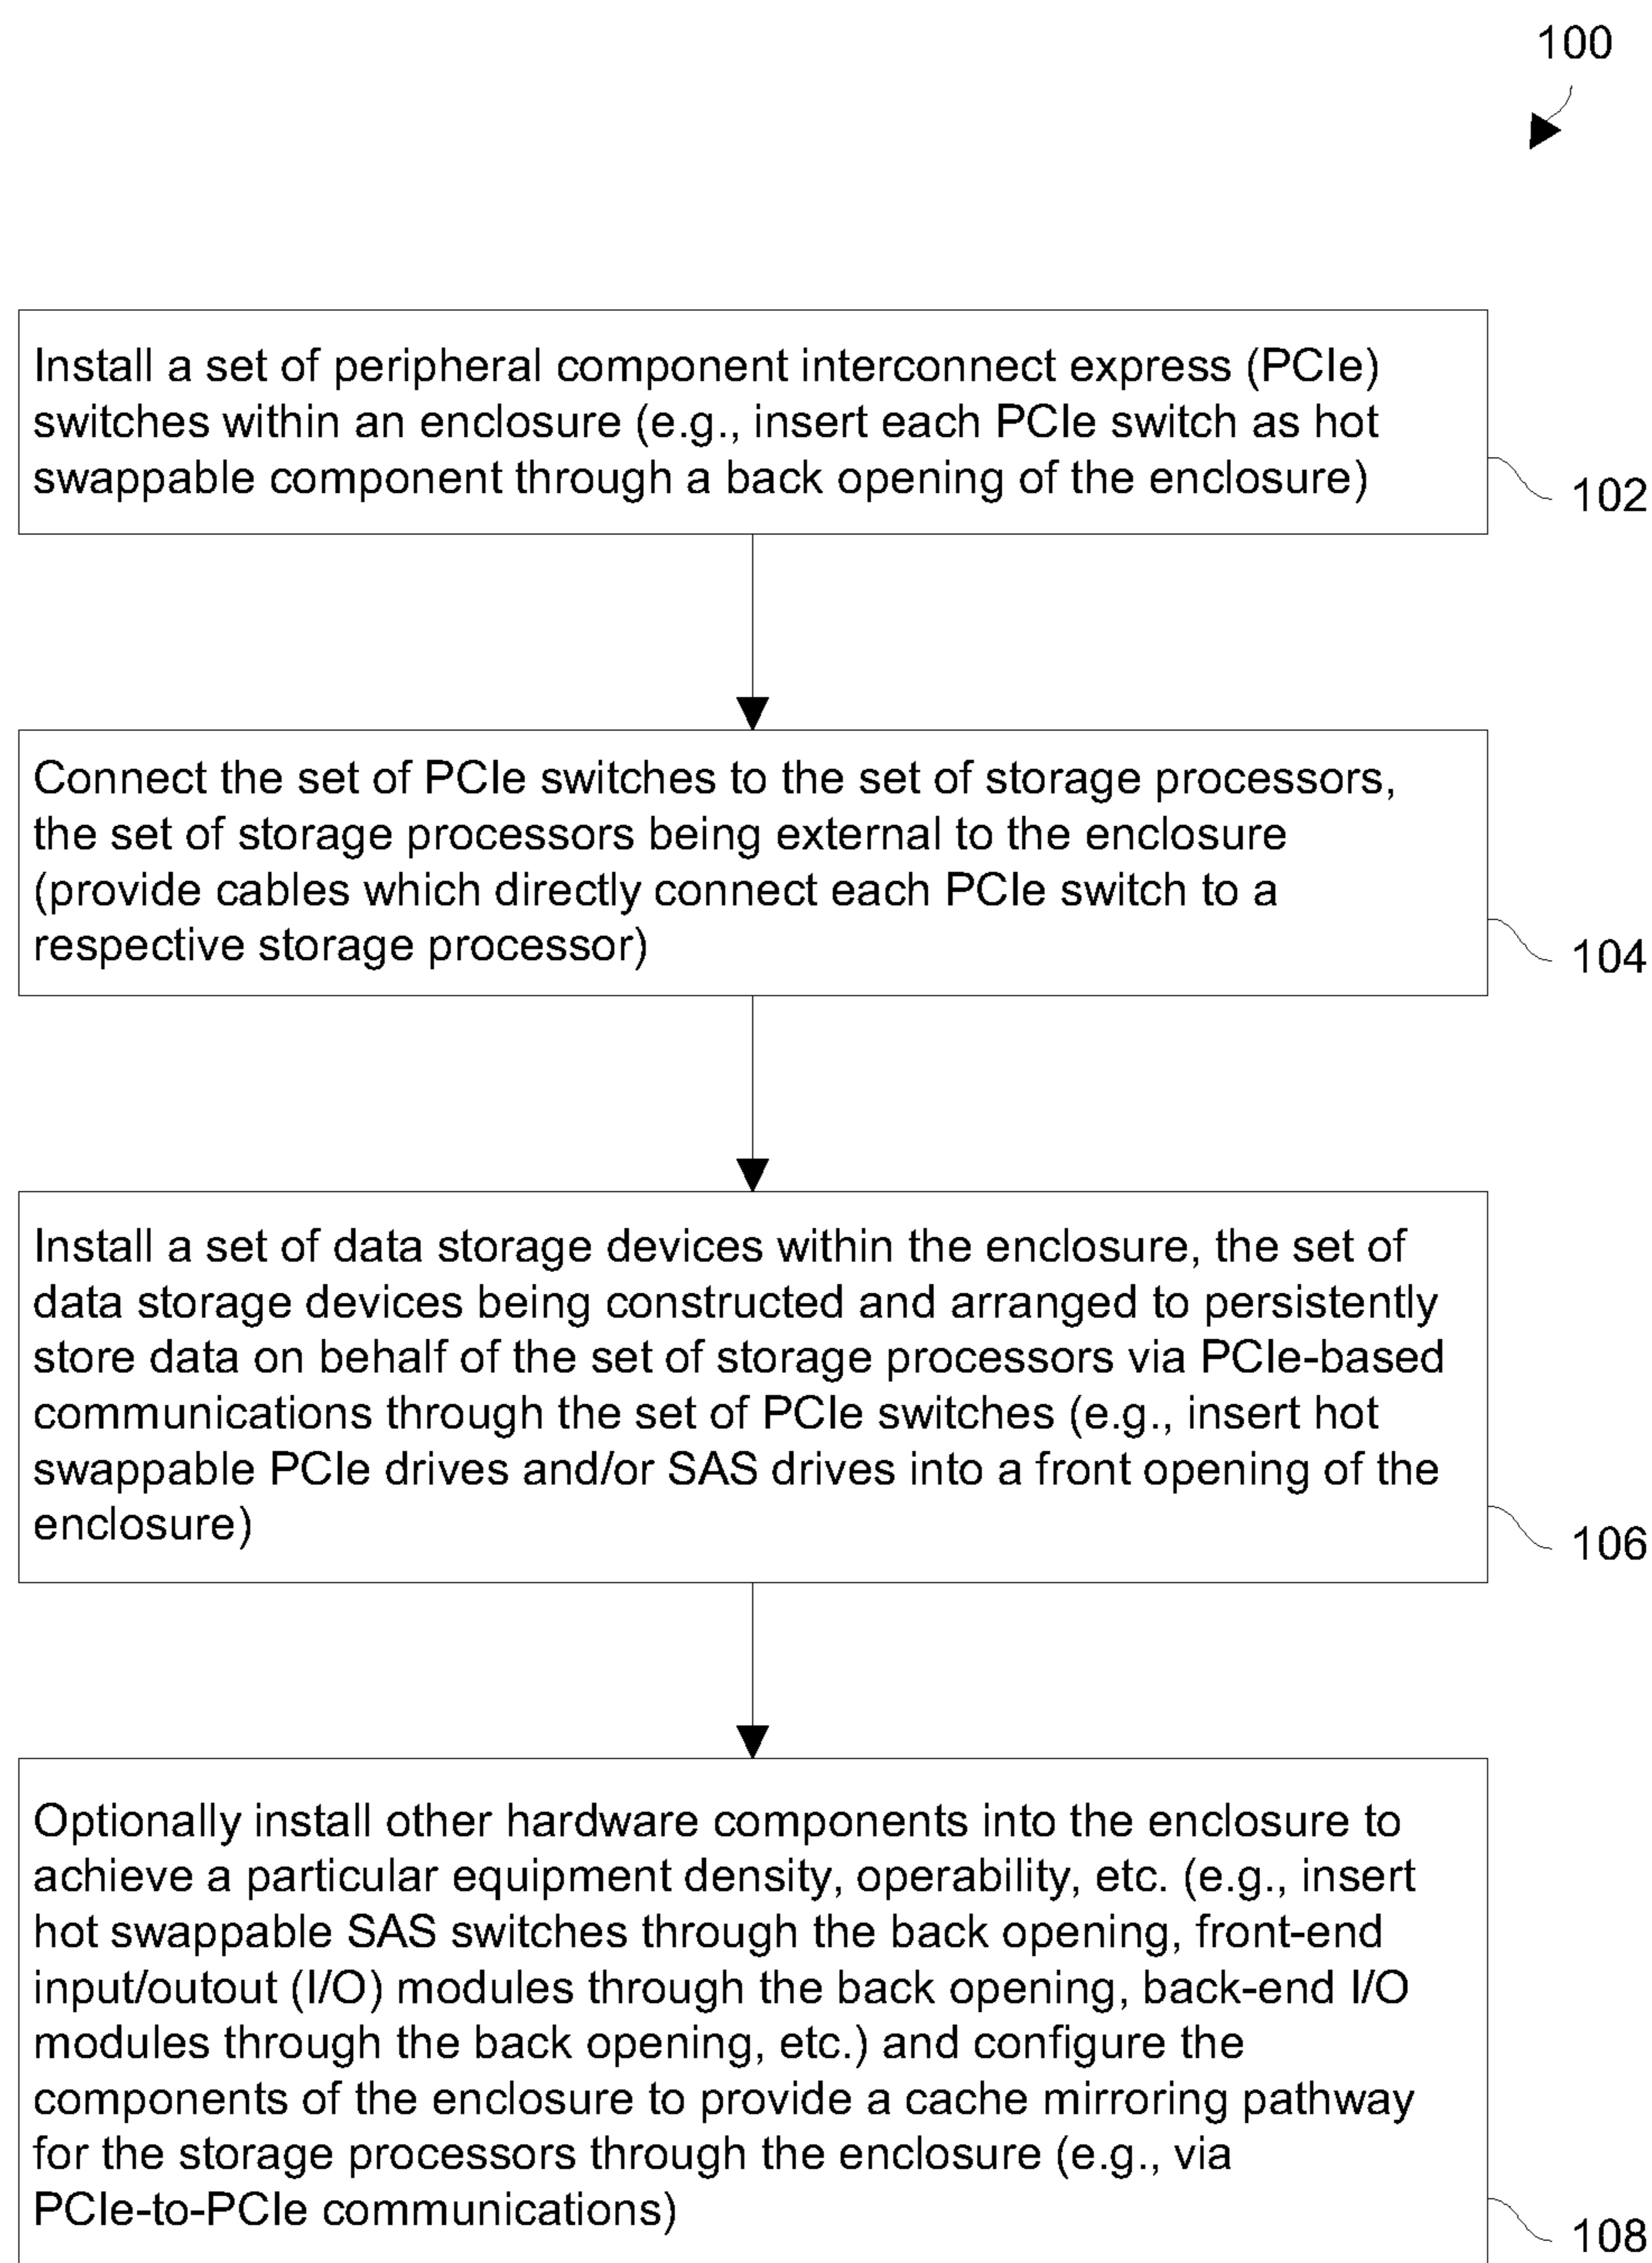 100
Install a set of peripheral component interconnect express (PCIe)
switches within an enclosure (e.g., insert each PCIe switch as hot
swappable component through a back opening of the enclosure)
102
Connect the set of PCIe switches to the set of storage processors,
the set of storage processors being external to the enclosure
(provide cables which directly connect each PCIe switch to a
respective storage processor)
104
Install a set of data storage devices within the enclosure, the set of
data storage devices being constructed and arranged to persistently
store data on behalf of the set of storage processors via PCIe-based
communications through the set of PCIe switches (e.g., insert hot
swappable PCIe drives and/or SAS drives into a front opening of the
enclosure)
106
Optionally install other hardware components into the enclosure to
achieve a particular equipment density, operability, etc. (e.g., insert
hot swappable SAS switches through the back opening, front-end
input/outout (I/O) modules through the back opening, back-end I/O
modules through the back opening, etc.) and configure the
components of the enclosure to provide a cache mirroring pathway
for the storage processors through the enclosure (e.g., via
PCIe-to-PCIe communications)
108